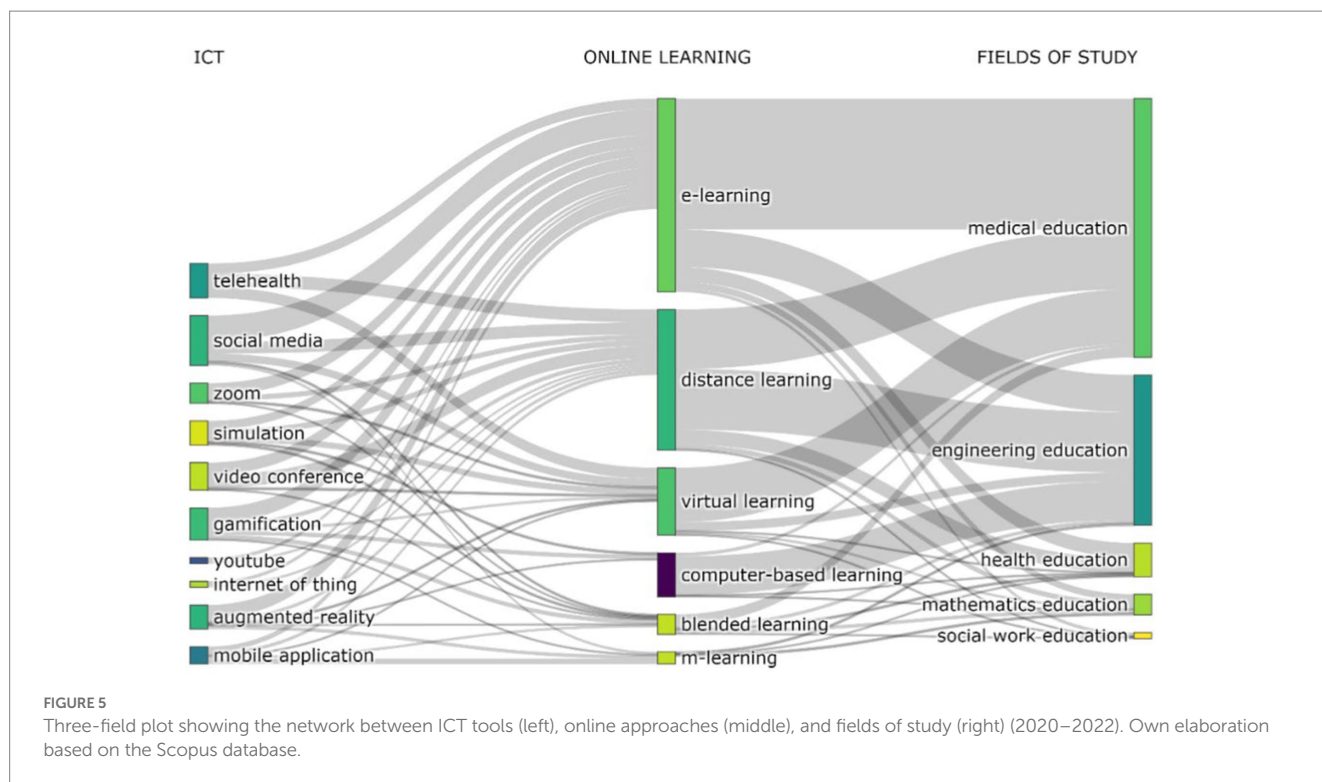 ICT
ONLINE LEARNING
FIELDS OF STUDY
telehealth
social media
zoom
simulation
video conference
gamification
youtube
internet of thing
augmented reality
mobile application
e-learning
distance learning
virtual learning
computer-based learning
blended learning
m-learning
medical education
engineering education
health education
mathematics education
social work education
FIGURE 5
Three-field plot showing the network between ICT tools (left), online approaches (middle), and fields of study (right) (2020–2022). Own elaboration
based on the Scopus database.